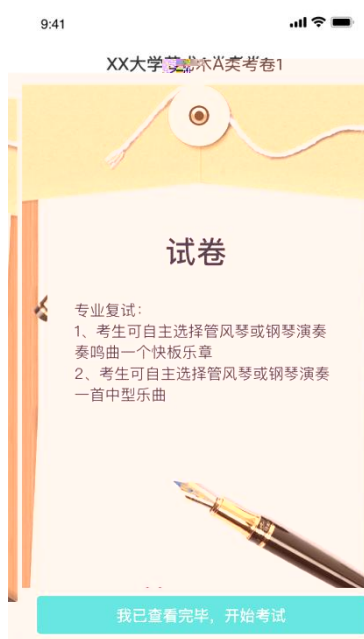 9:41
XX大学艺术 A类考卷1
试卷
专业复试：
1、考生可自主选择管风琴或钢琴演奏
奏鸣曲一个快板乐章
2、考生可自主选择管风琴或钢琴演奏
一首中型乐曲
我已查看完毕，开始考试